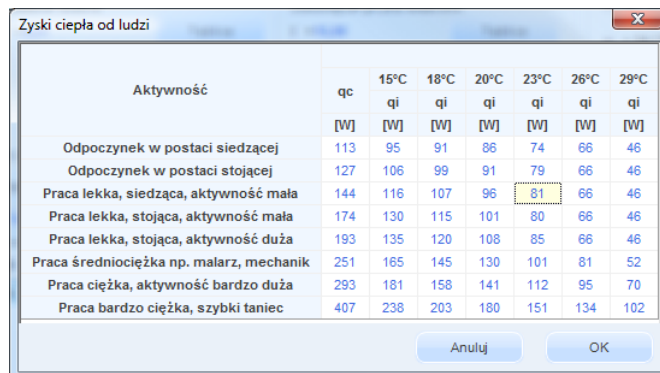 Zyski ciepła od ludzi
Aktywność qc 15°C 18°C 20°C 23°C 26°C 29°C
qi qi qi qi qi qi
[W] [W] [W] [W] [W] [W] [W]
Odpoczynek w postaci siedzącej 113 95 91 86 74 66 46
Odpoczynek w postaci stojącej 127 106 99 91 79 66 46
Praca lekka, siedząca, aktywność mała 144 116 107 96 81 66 46
Praca lekka, stojąca, aktywność mała 174 130 115 101 80 66 46
Praca lekka, stojąca, aktywność duża 193 135 120 108 85 66 46
Praca średniociężka np. malarz, mechanik 251 165 145 130 101 81 52
Praca ciężka, aktywność bardzo duża 293 181 158 141 112 95 70
Praca bardzo ciężka, szybki taniec 407 238 203 180 151 134 102
Anuluj OK